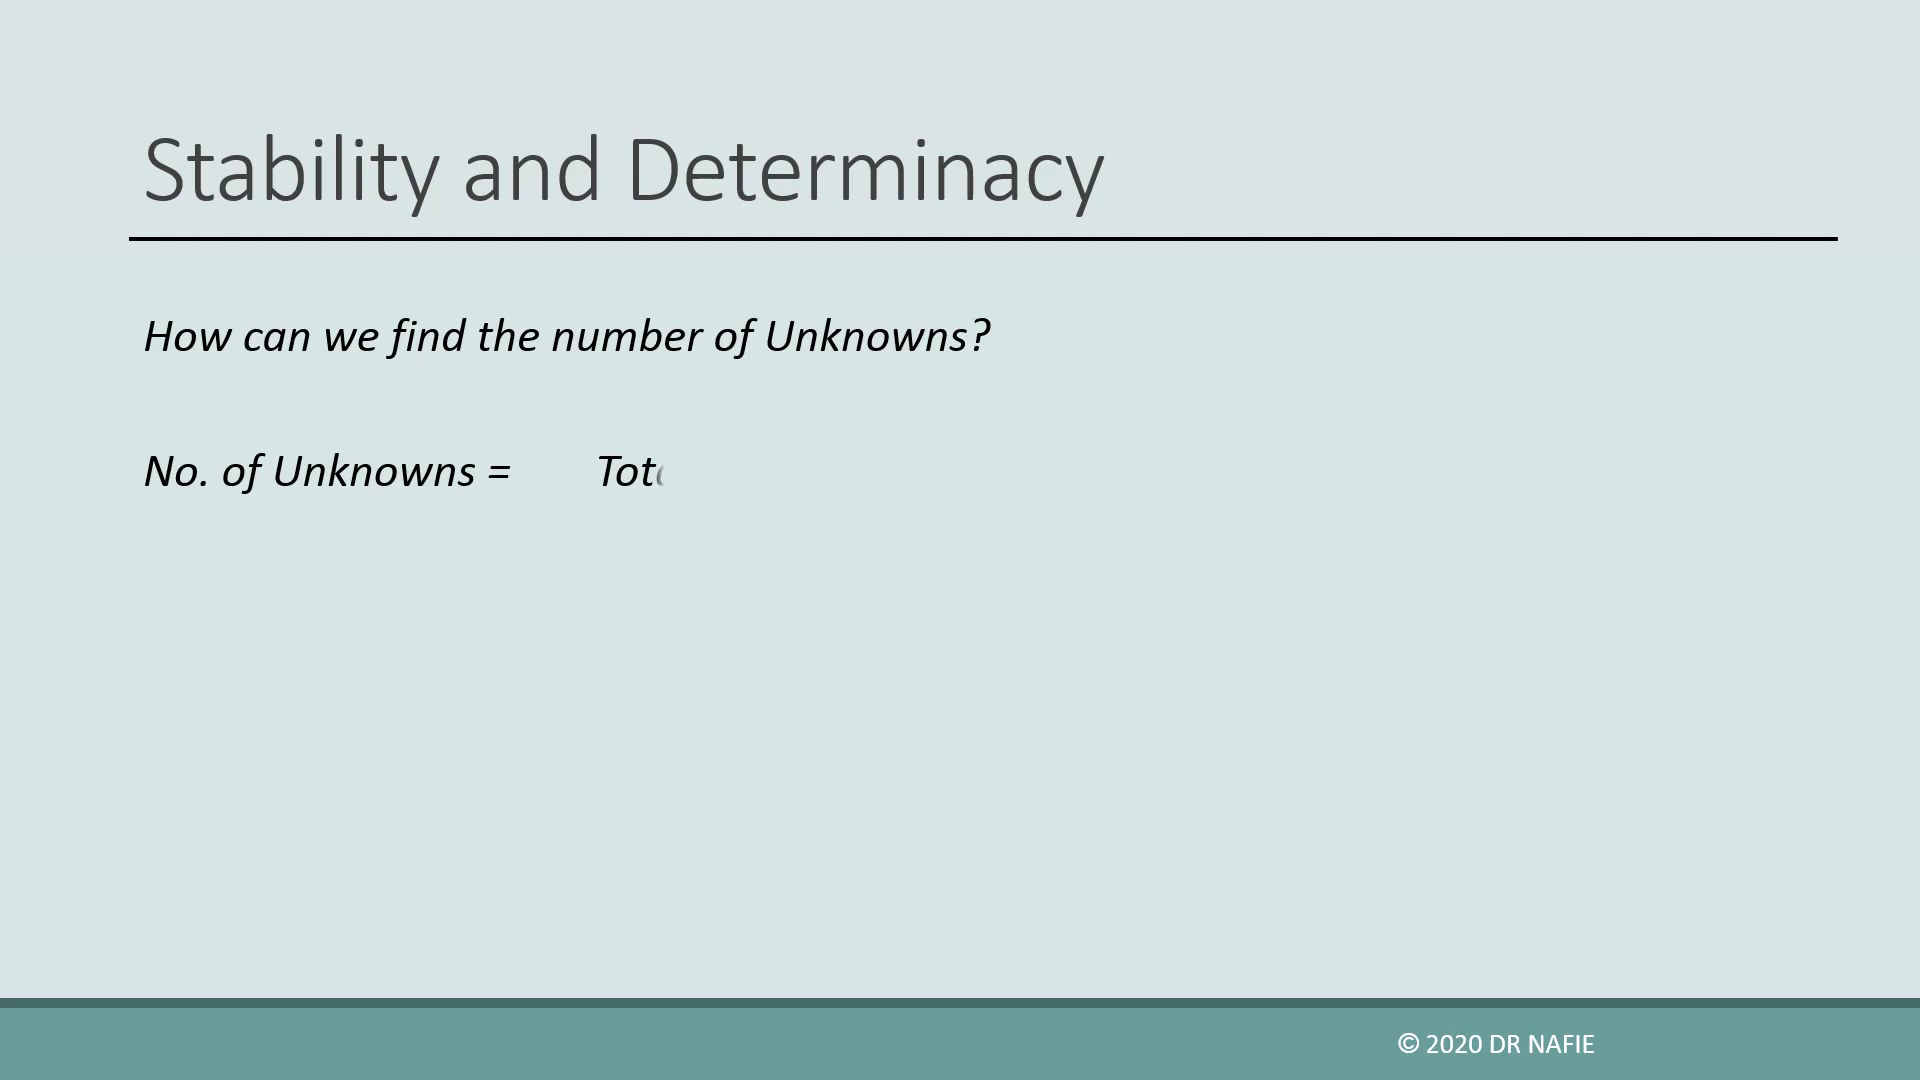 Stability and Determinacy
How can we find the number of Unknowns?
No. of Unknowns = Tot
© 2020 DR NAFIE